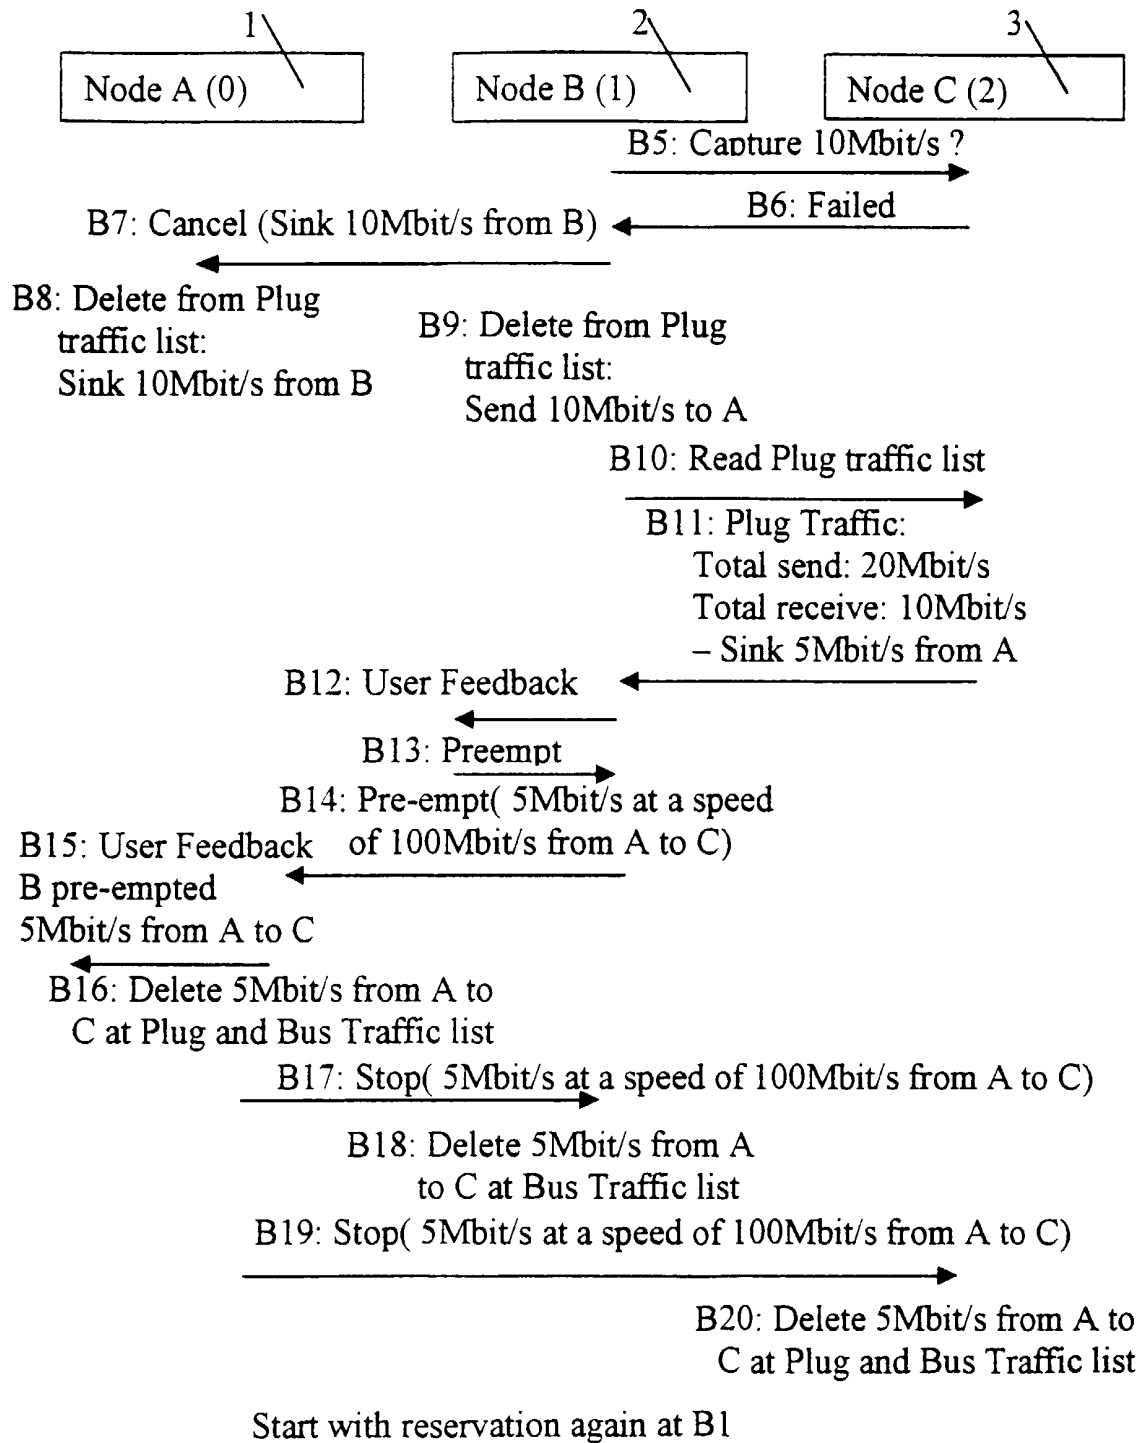 1 2 3
Node A (0) Node B (1) Node C (2)
B5: Capture 10Mbit/s ?
B6: Failed
B7: Cancel (Sink 10Mbit/s from B)
B8: Delete from Plug
traffic list:
Sink 10Mbit/s from B
B9: Delete from Plug
traffic list:
Send 10Mbit/s to A
B10: Read Plug traffic list
B11: Plug Traffic:
Total send: 20Mbit/s
Total receive: 10Mbit/s
– Sink 5Mbit/s from A
B12: User Feedback
B13: Preempt
B14: Pre-empt( 5Mbit/s at a speed
of 100Mbit/s from A to C)
B15: User Feedback
B pre-empted
5Mbit/s from A to C
B16: Delete 5Mbit/s from A to
C at Plug and Bus Traffic list
B17: Stop( 5Mbit/s at a speed of 100Mbit/s from A to C)
B18: Delete 5Mbit/s from A
to C at Bus Traffic list
B19: Stop( 5Mbit/s at a speed of 100Mbit/s from A to C)
B20: Delete 5Mbit/s from A to
C at Plug and Bus Traffic list
Start with reservation again at B1